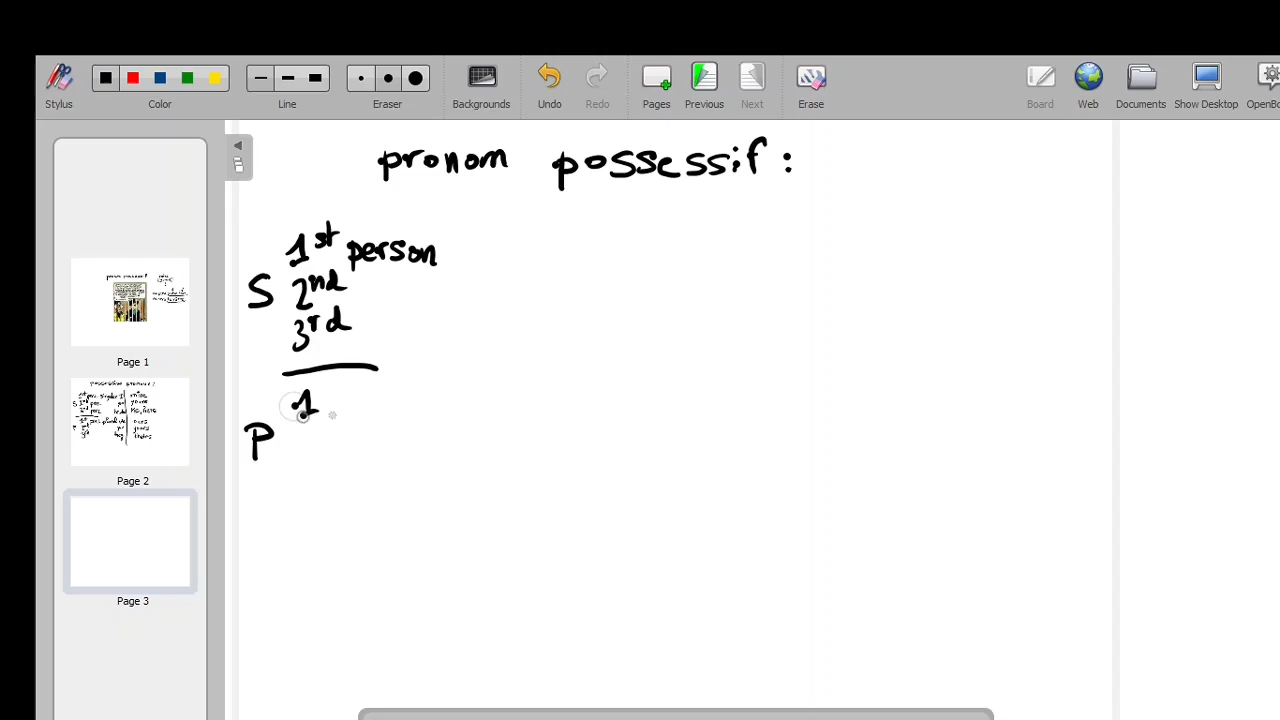 Stylus Color Line Eraser Backgrounds Undo Redo Pages Previous Next Erase Board Web Documents Show Desktop OpenBo
pronom possessif :
1st person
S 2nd
3rd
1
P
Page 1
Page 2
Page 3